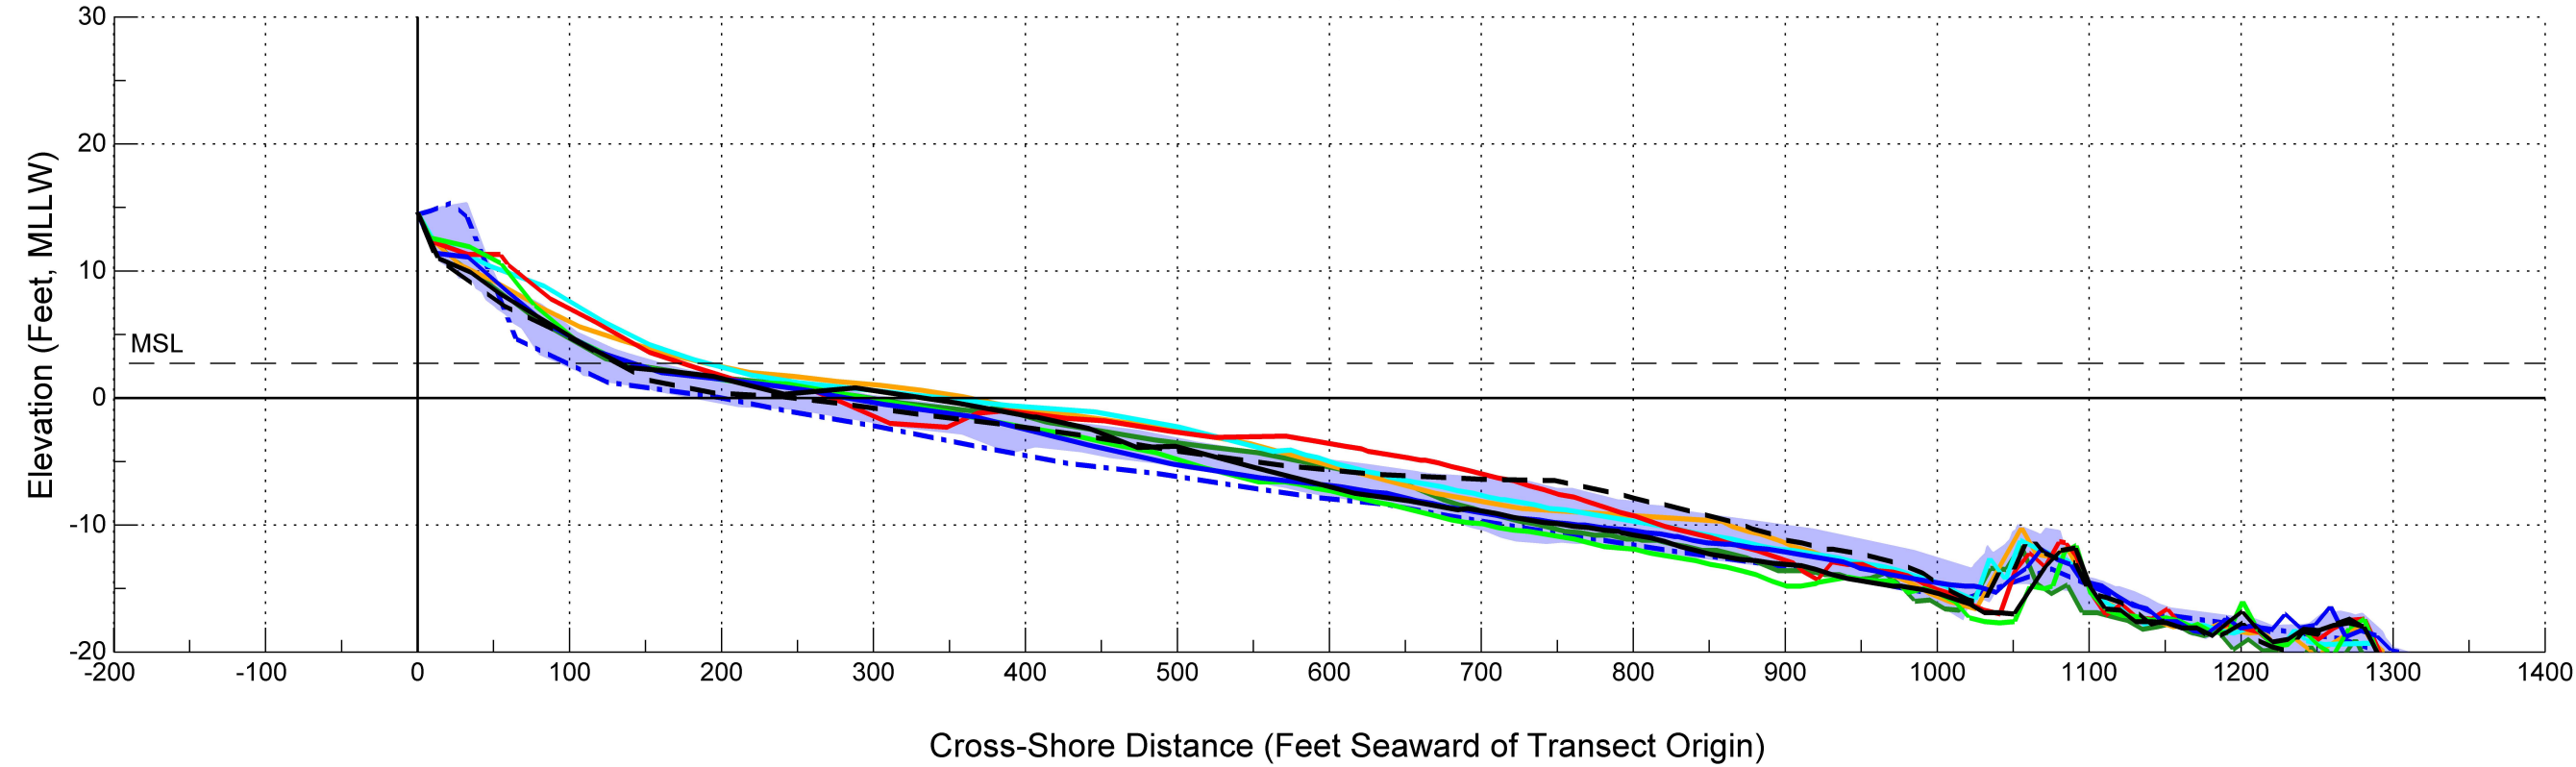 30
20
10
0
-10
-20
Elevation (Feet, MLLW)
MSL
-200 -100 0 100 200 300 400 500 600 700 800 900 1000 1100 1200 1300 1400
Cross-Shore Distance (Feet Seaward of Transect Origin)